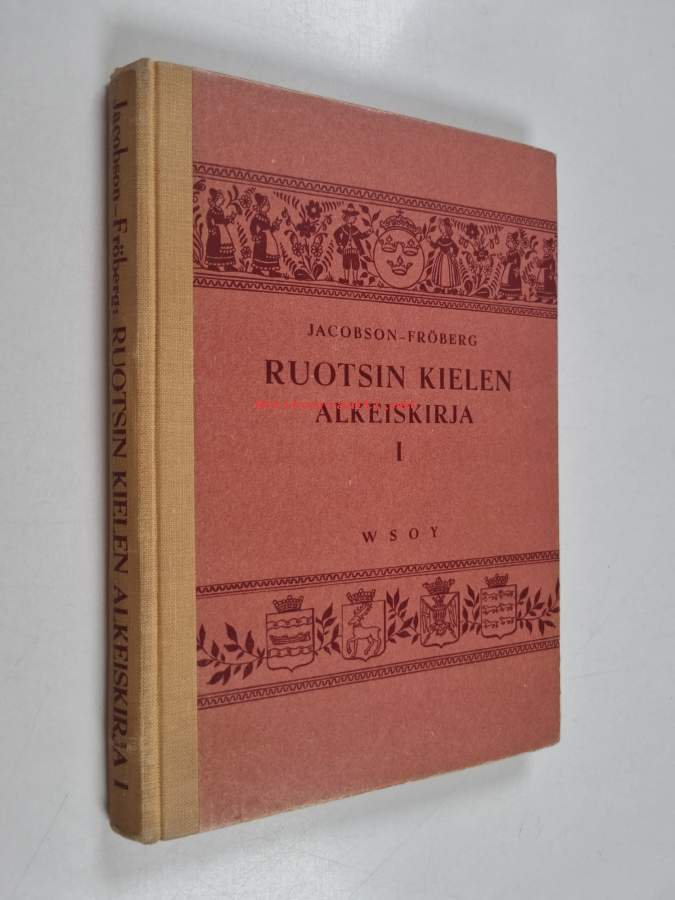 Jacobson–Fröberg: RUOTSIN KIELEN ALKEISKIRJA I
JACOBSON–FRÖBERG
RUOTSIN KIELEN
ALKEISKIRJA
I
WSOY